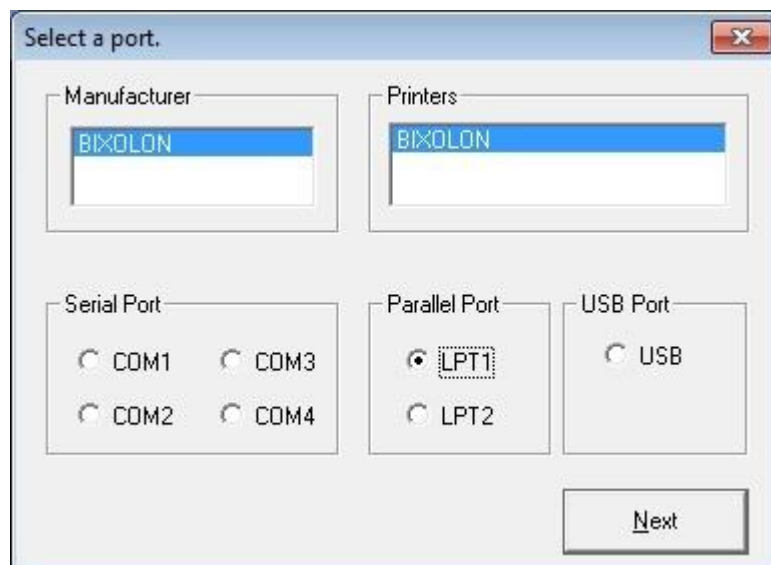 Select a port.
Manufacturer
BIXOLON
Printers
BIXOLON
Serial Port
COM1
COM3
COM2
COM4
Parallel Port
LPT1
LPT2
USB Port
USB
Next